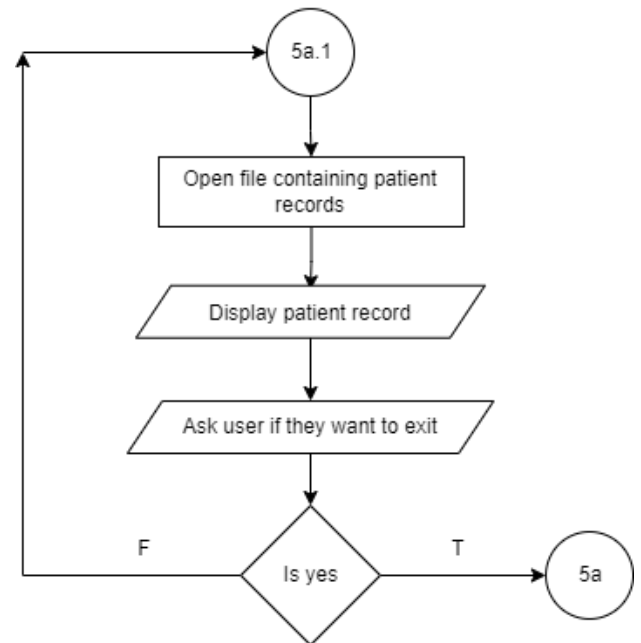 5a.1
Open file containing patient
records
Display patient record
Ask user if they want to exit
F
T
Is yes
5a